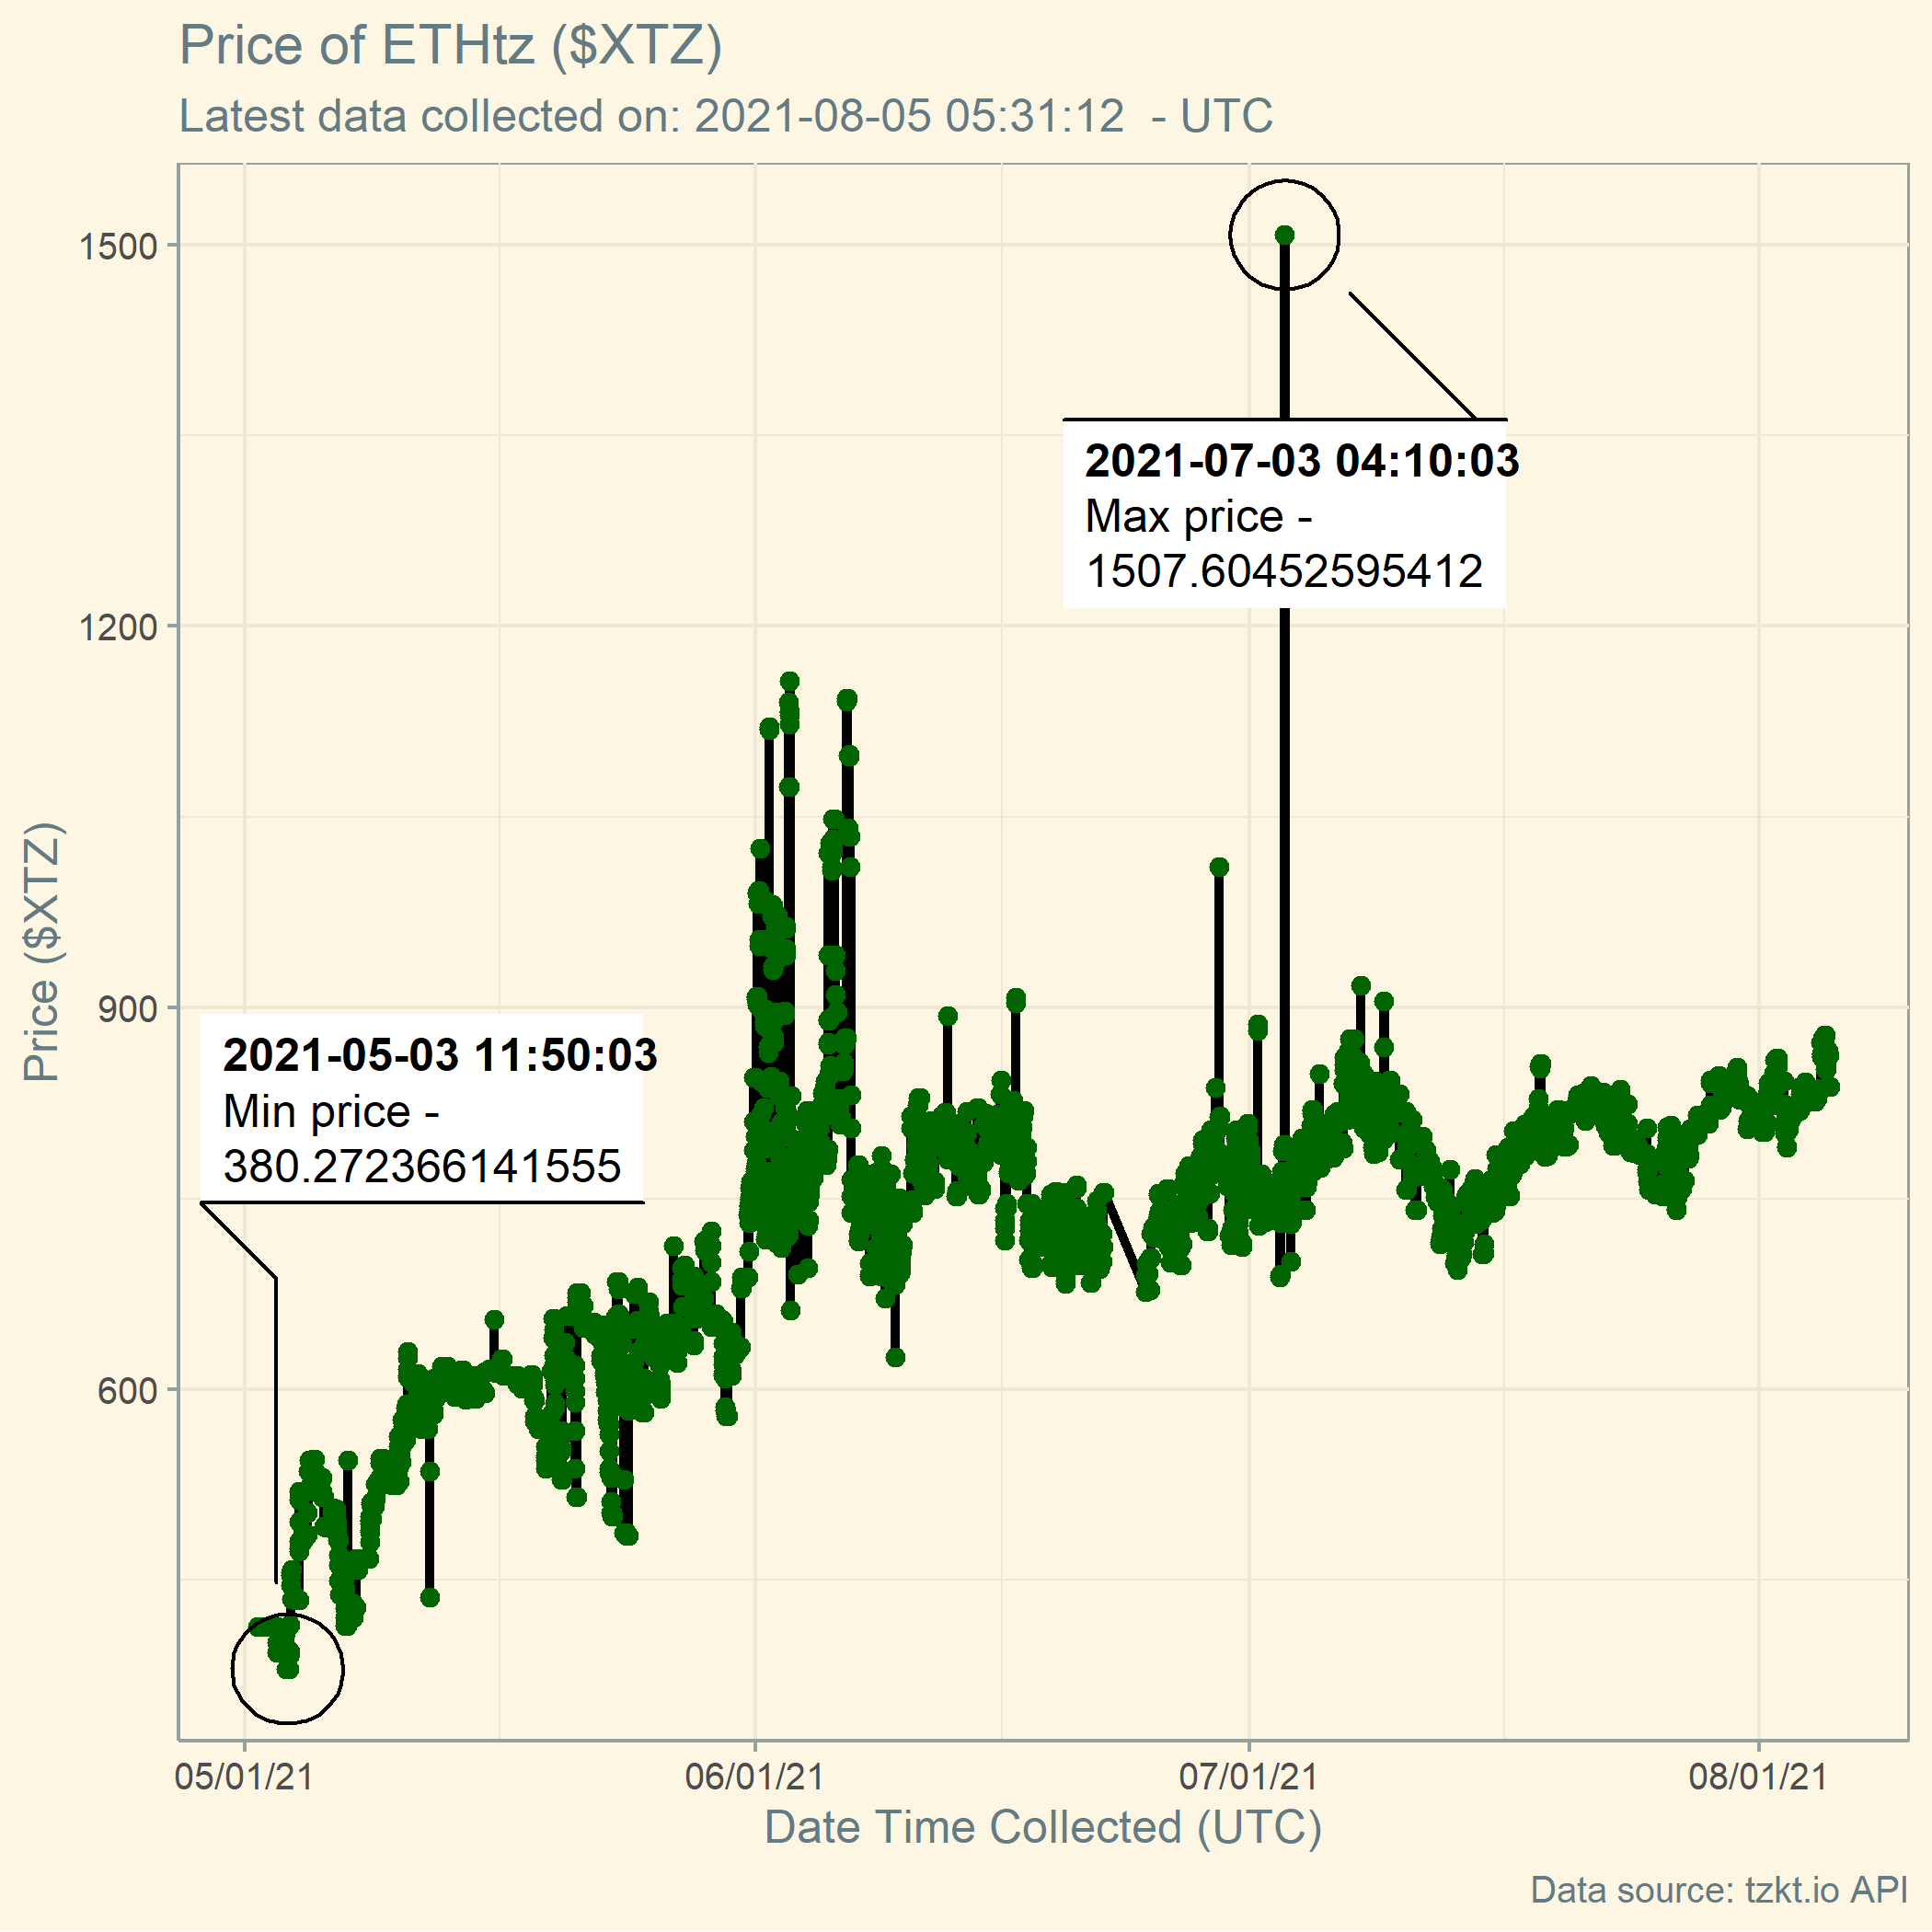 Price of ETHtz ($XTZ)
Latest data collected on: 2021-08-05 05:31:12  - UTC
1500
1200
900
600
Price ($XTZ)
2021-07-03 04:10:03
Max price -
1507.60452595412
2021-05-03 11:50:03
Min price -
380.272366141555
05/01/21
06/01/21
07/01/21
08/01/21
Date Time Collected (UTC)
Data source: tzkt.io API